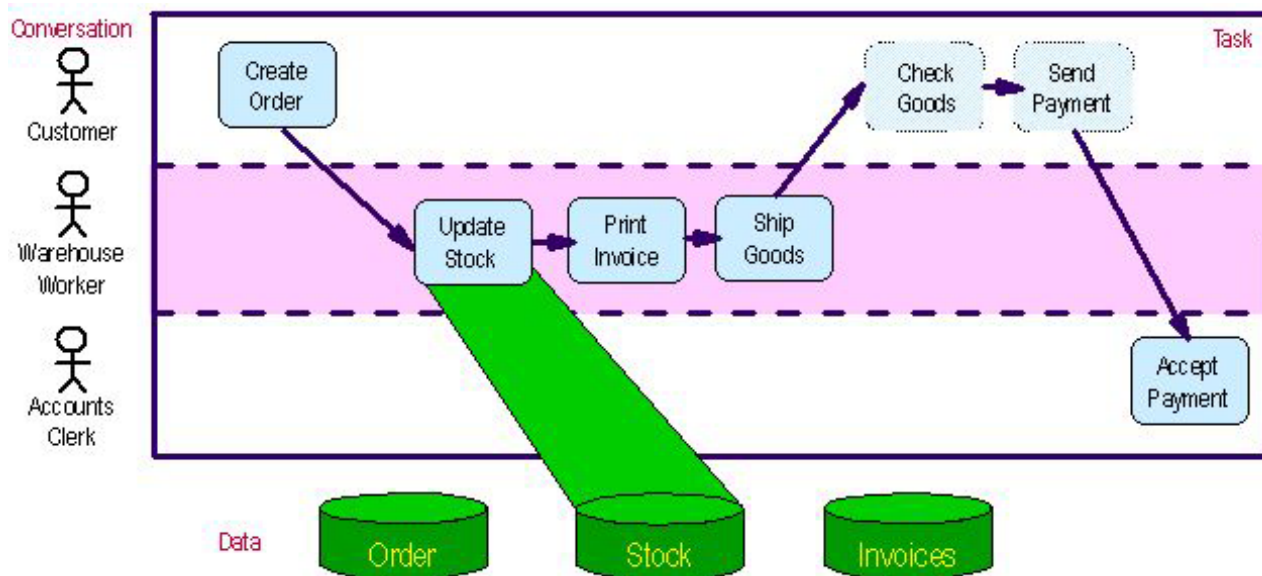 Conversation
Task
Create
Order
Check
Goods
Send
Payment
Customer
Update
Stock
Print
Invoice
Ship
Goods
Warehouse
Worker
Accept
Payment
Accounts
Clerk
Data
Order
Stock
Invoices